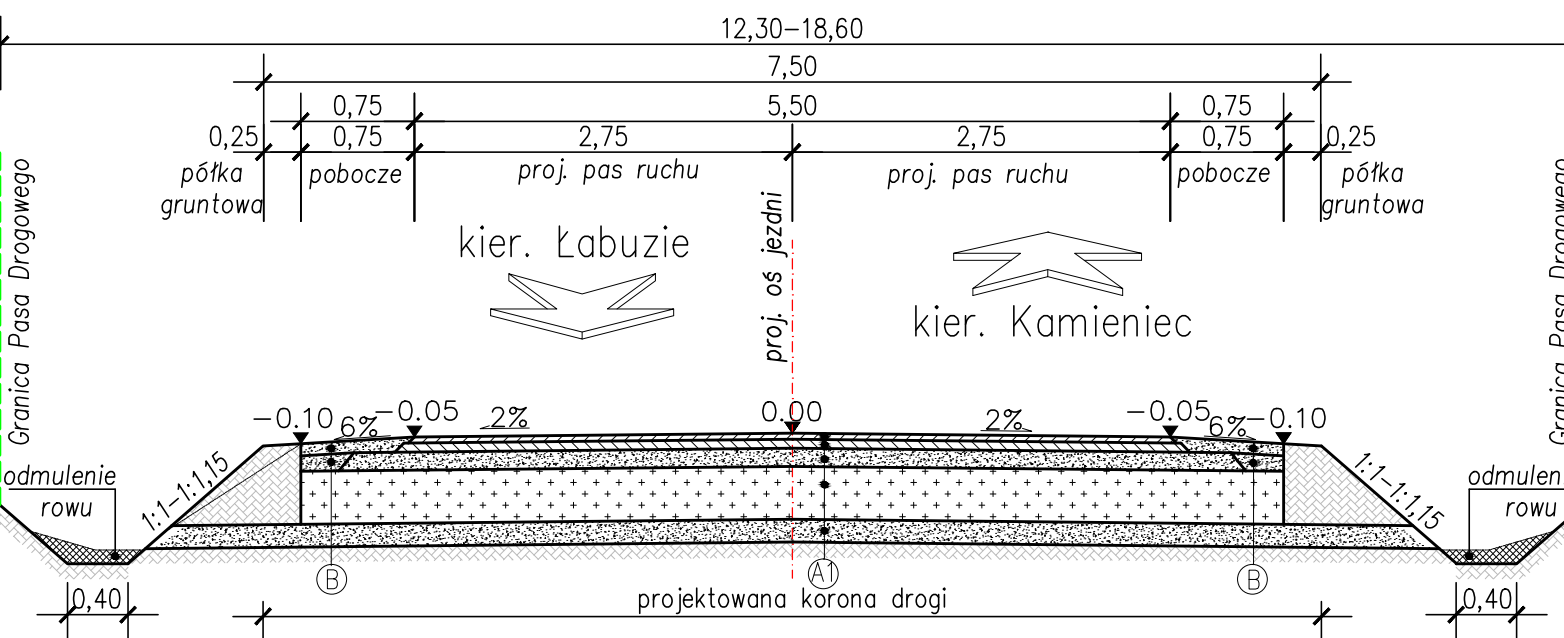 12,30-18,60
7,50
0,75 5,50 0,75
0,25 0,75 2,75 2,75 0,75 0,25
półka
gruntowa
pobocze
proj. pas ruchu
proj. pas ruchu
pobocze
półka
gruntowa
Granica Pasa Drogowego
proj. oś jezdni
Granica Pasa Drogowego
kier. Łabuzie
kier. Kamieniec
-0.10 6% -0.05 2% 0.00 2% -0.05 6% -0.10
1:1-1:1,15
1:1-1:1,15
odmulenie
rowu
odmulen
rowu
B
A1
B
0,40
projektowana korona drogi
0,40